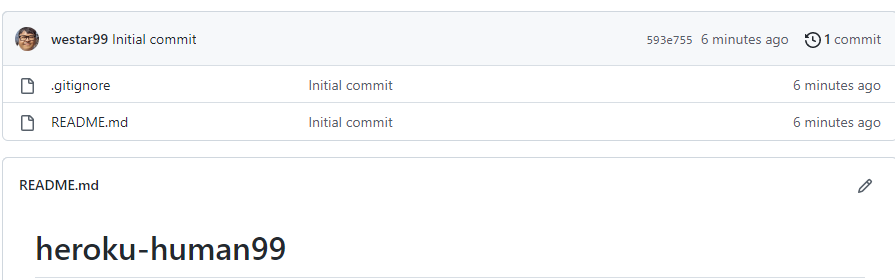 westar99 Initial commit 593e755 6 minutes ago 1 commit
.gitignore Initial commit 6 minutes ago
README.md Initial commit 6 minutes ago
README.md
heroku-human99